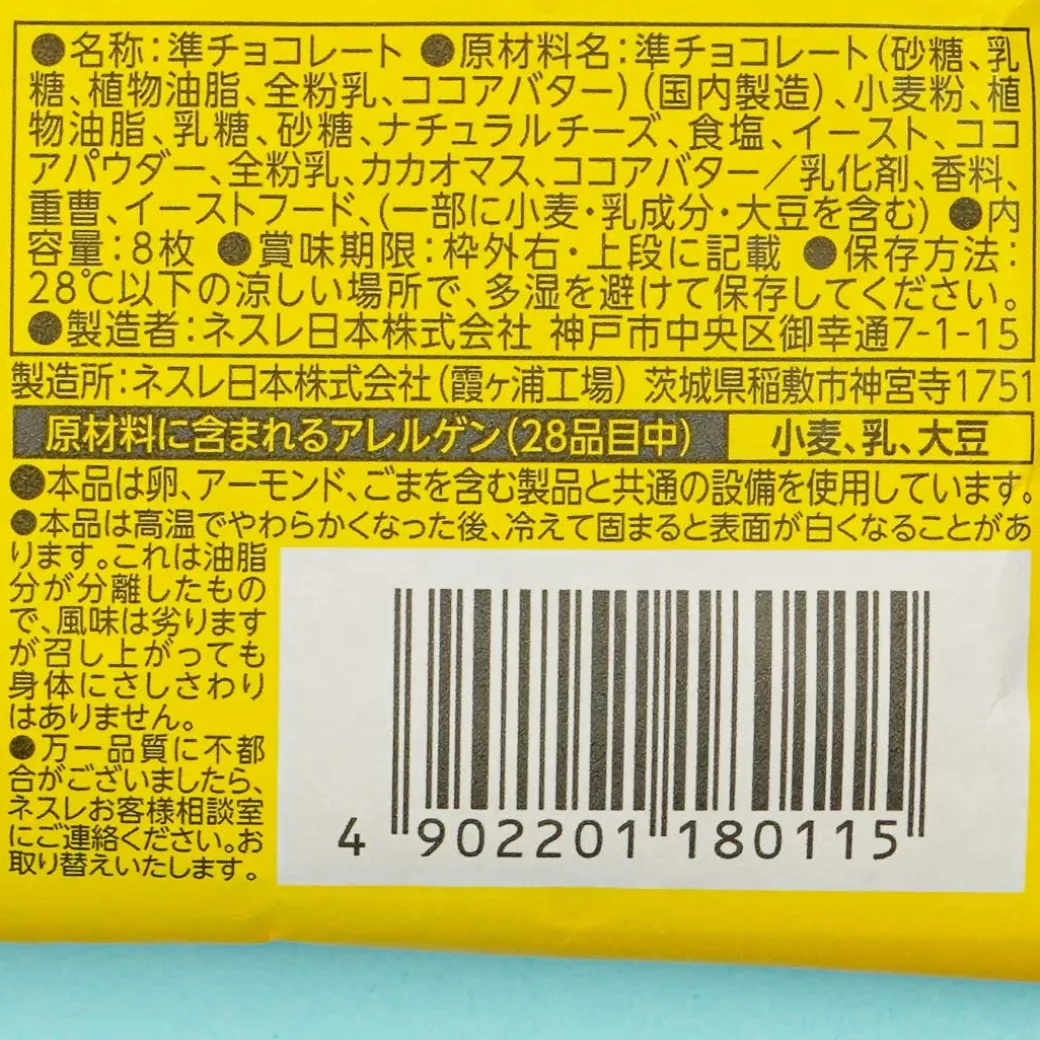 ●名称:準チョコレート ●原材料名:準チョコレート(砂糖、乳
糖、植物油脂、全粉乳、ココアバター)(国内製造)、小麦粉、植
物油脂、乳糖、砂糖、ナチュラルチーズ、食塩、イースト、ココ
アパウダー、全粉乳、カカオマス、ココアバター/乳化剤、香料、
重曹、イーストフード、(一部に小麦・乳成分・大豆を含む) ●内
容量:8枚 ●賞味期限:枠外右・上段に記載 ●保存方法:
28℃以下の涼しい場所で、多湿を避けて保存してください。
●製造者:ネスレ日本株式会社 神戸市中央区御幸通7-1-15
製造所:ネスレ日本株式会社(霞ヶ浦工場) 茨城県稲敷市神宮寺1751
原材料に含まれるアレルゲン(28品目中) 小麦、乳、大豆
●本品は卵、アーモンド、ごまを含む製品と共通の設備を使用しています。
●本品は高温でやわらかくなった後、冷えて固まると表面が白くなることがあ
ります。これは油脂
分が分離したもの
で、風味は劣ります
が召し上がっても
身体にさしさわり
はありません。
●万一品質に不都
合がございましたら、
ネスレお客様相談室
にご連絡ください。お
取り替えいたします。
4 902201 180115